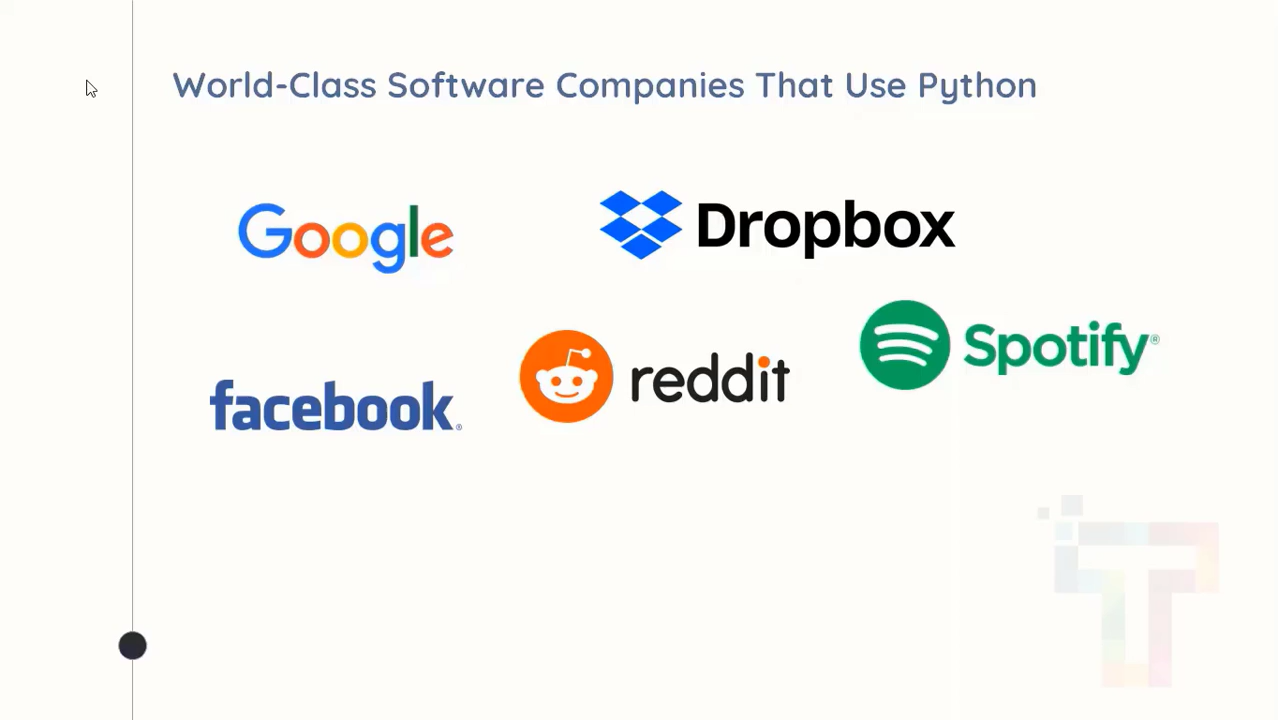 World-Class Software Companies That Use Python
Google
Dropbox
facebook®
reddit
Spotify®